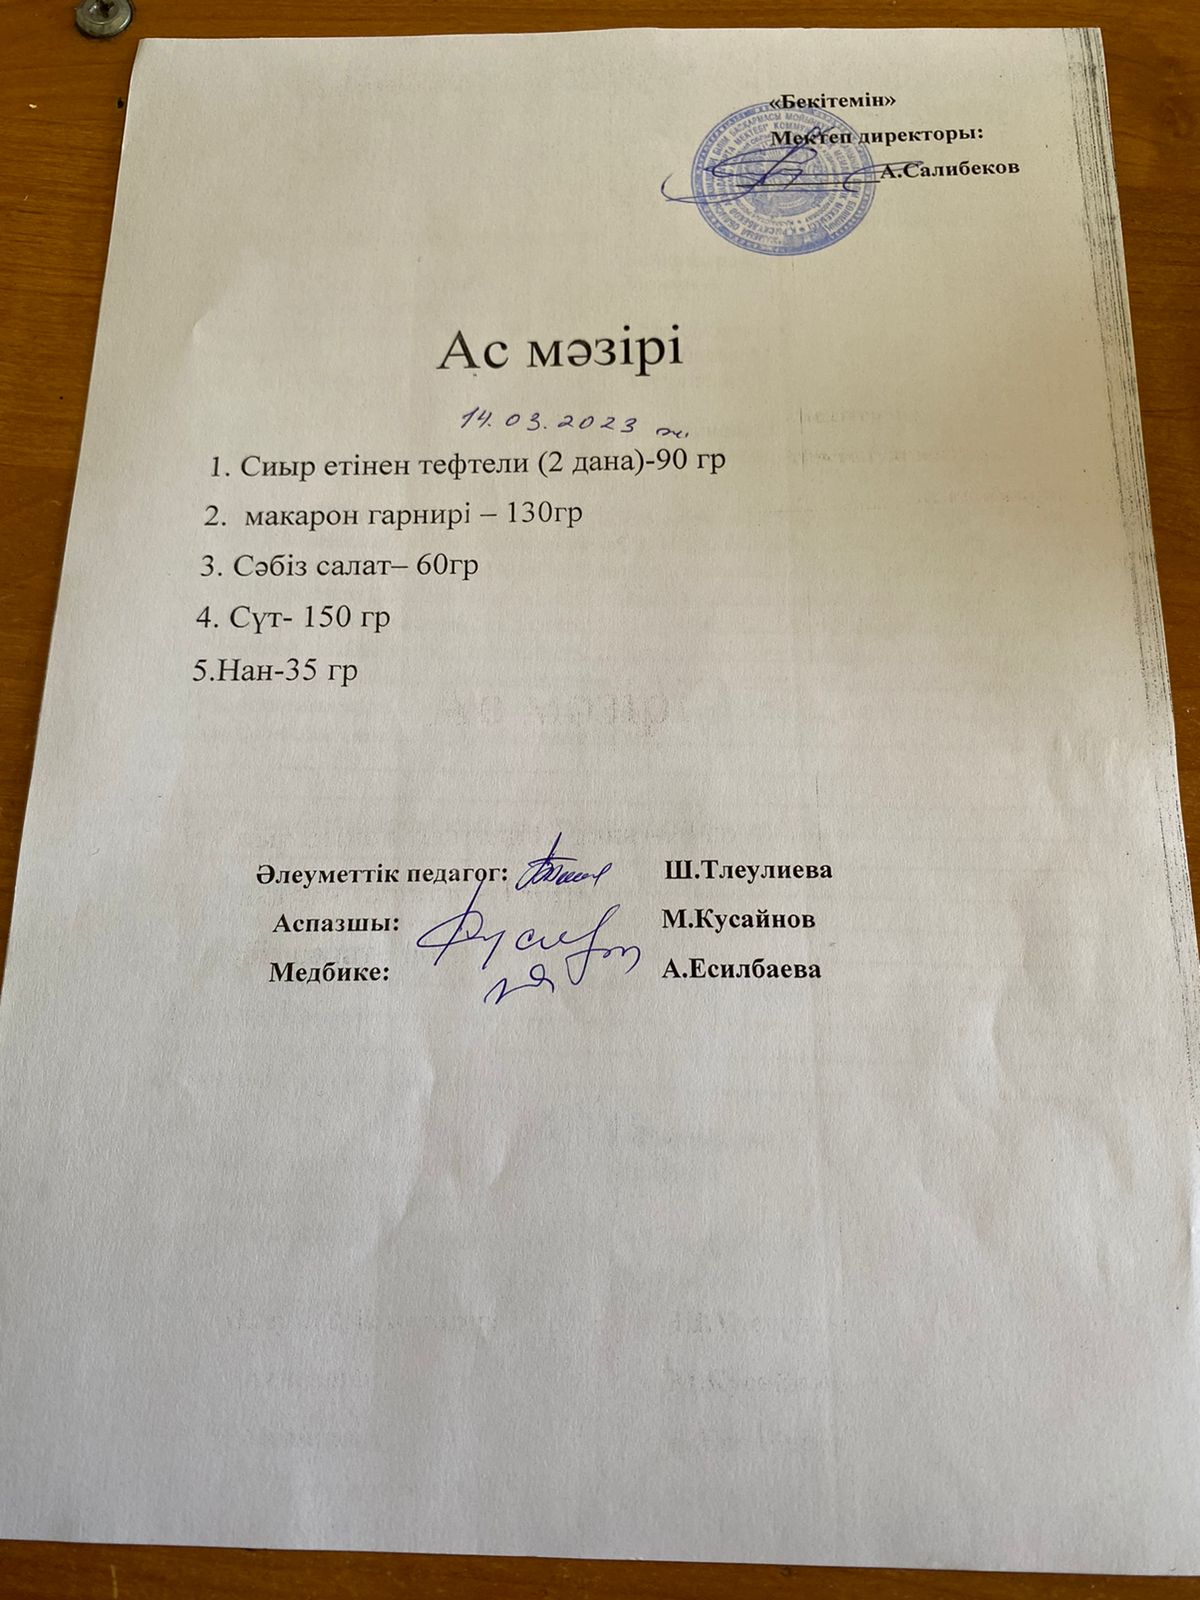 «Бекітемін»
Мектеп директоры:
А.Салибеков
Ас мәзірі
14.03.2023 ж.
1. Сиыр етінен тефтели (2 дана)-90 гр
2. макарон гарнирі – 130гр
3. Сәбіз салат– 60гр
4. Сүт- 150 гр
5.Нан-35 гр
Әлеуметтік педагог: Ш.Тлеулиева
Аспазшы: М.Кусайнов
Медбике: А.Есилбаева